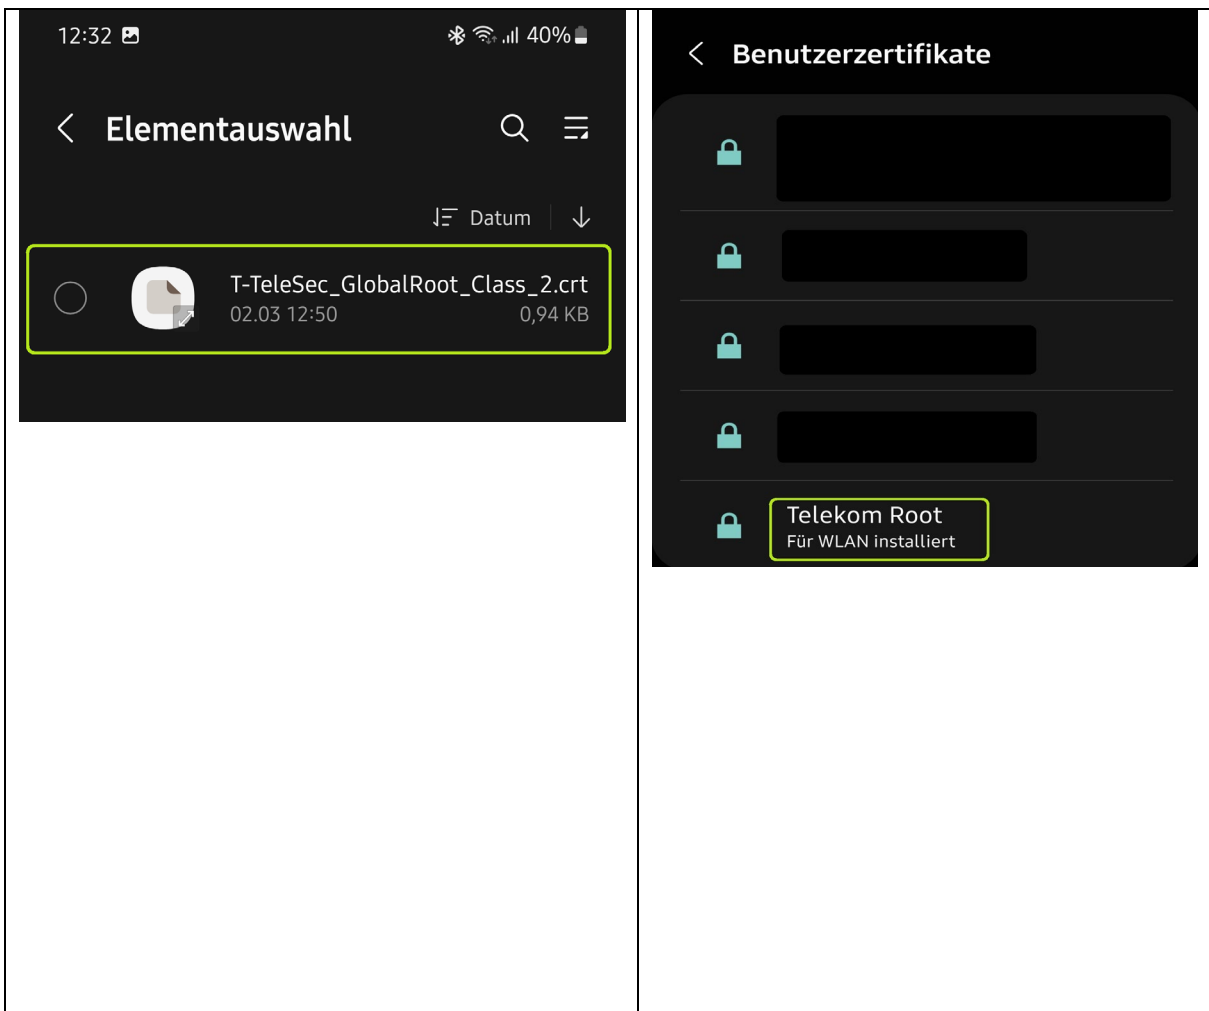 12:32
40%
Elementauswahl
Datum
T-TeleSec_GlobalRoot_Class_2.crt
02.03 12:50 0,94 KB
Benutzerzertifikate
Telekom Root
Für WLAN installiert